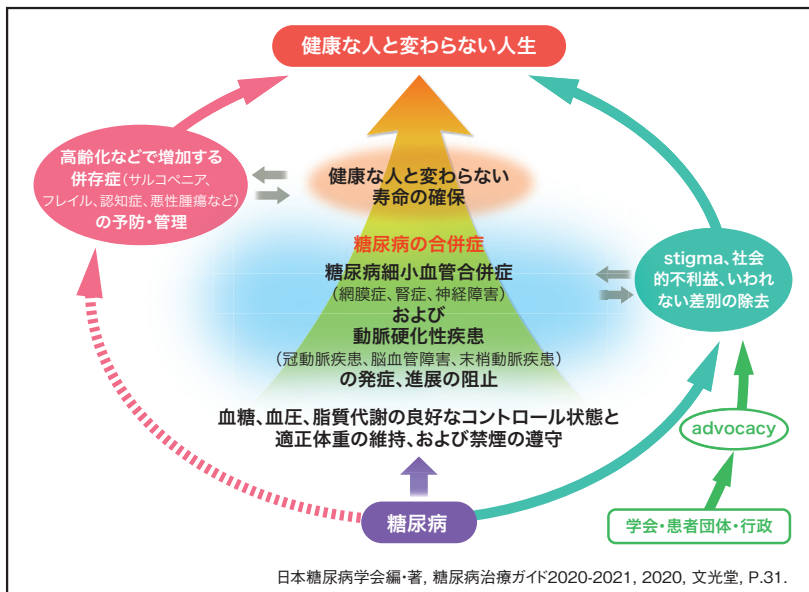 健康な人と変わらない人生
高齢化などで増加する
併存症(サルコペニア、
フレイル、認知症、悪性腫瘍など)
の予防・管理
健康な人と変わらない
寿命の確保
糖尿病の合併症
糖尿病細小血管合併症
(網膜症、腎症、神経障害)
および
動脈硬化性疾患
(冠動脈疾患、脳血管障害、末梢動脈疾患)
の発症、進展の阻止
血糖、血圧、脂質代謝の良好なコントロール状態と
適正体重の維持、および禁煙の遵守
糖尿病
stigma、社会
的不利益、いわれ
ない差別の除去
advocacy
学会・患者団体・行政
日本糖尿病学会編・著, 糖尿病治療ガイド2020-2021, 2020, 文光堂, P.31.